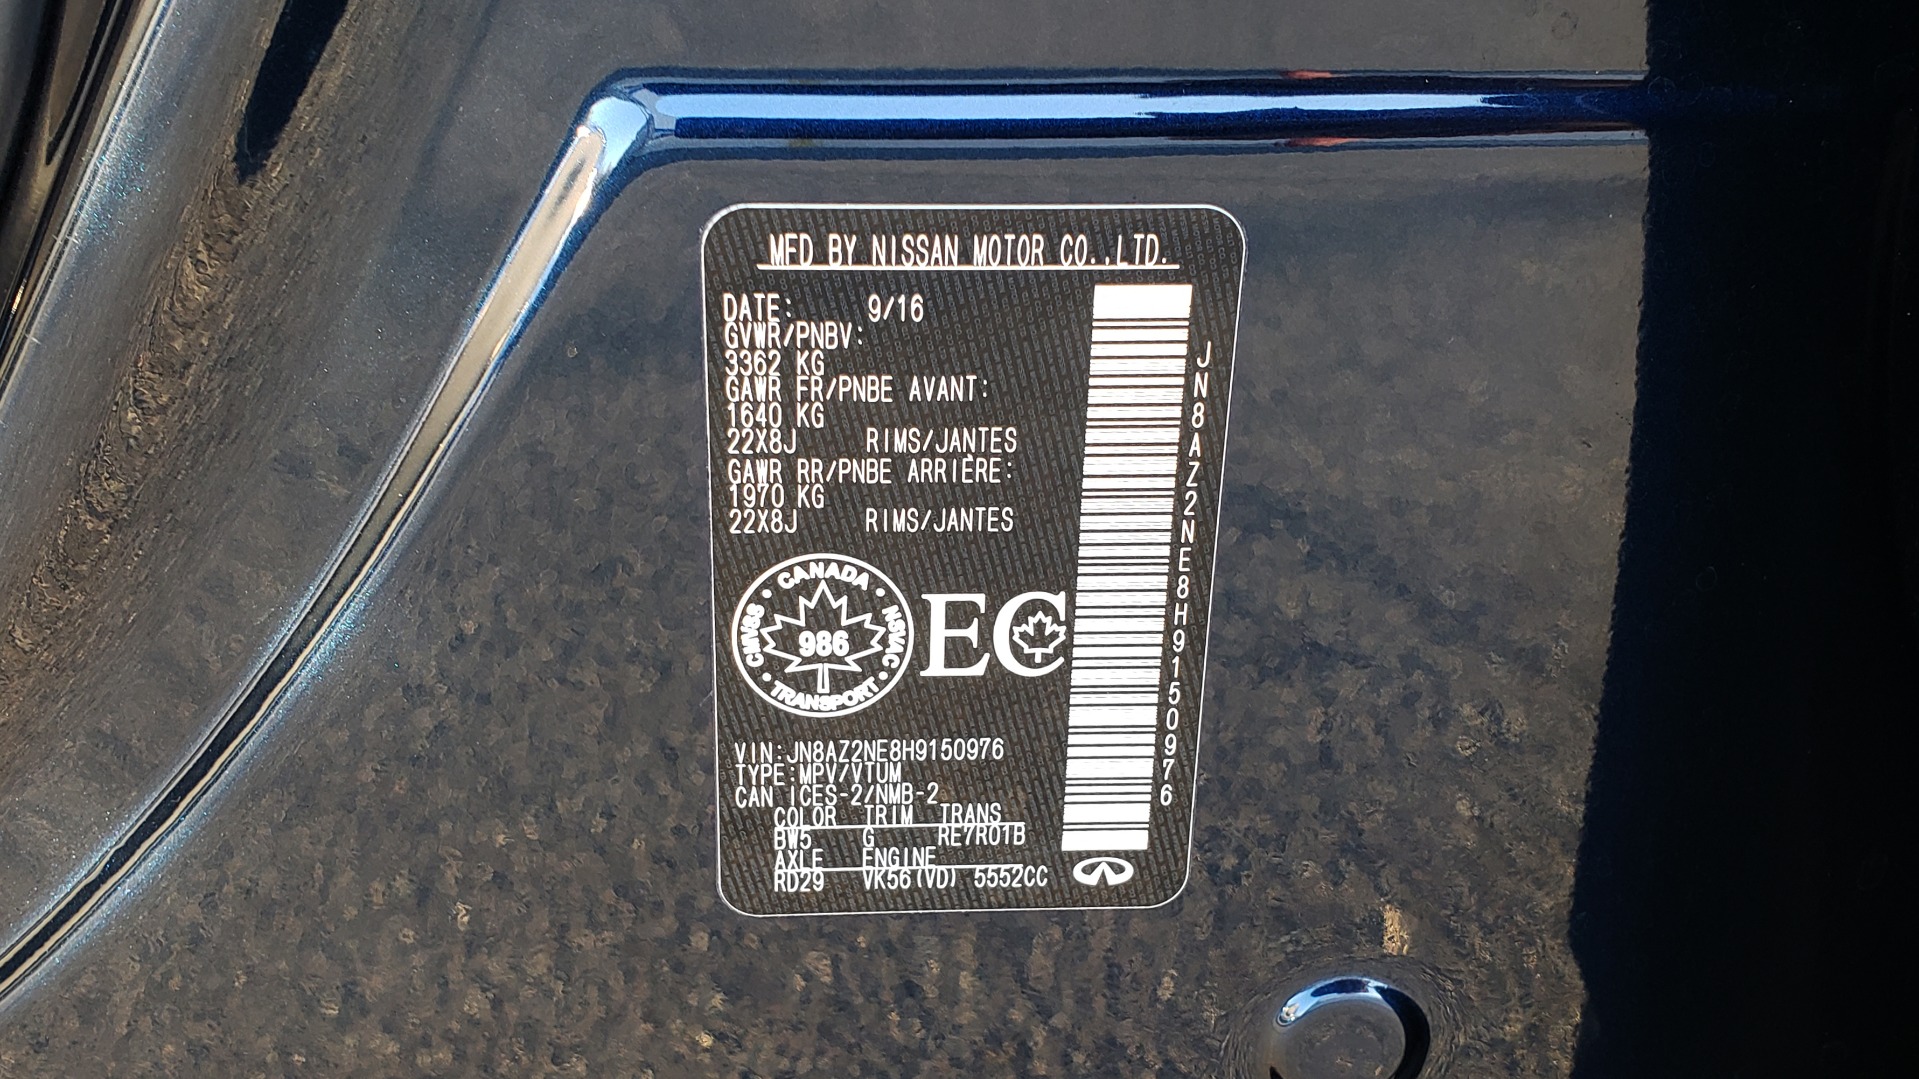 MFD BY NISSAN MOTOR CO.,LTD.
DATE: 9/16
GVWR/PNBV:
3362 KG
GAWR FR/PNBE AVANT:
1640 KG
22X8J RIMS/JANTES
GAWR RR/PNBE ARRIÈRE:
1970 KG
22X8J RIMS/JANTES
CANADA
CMVSS
986
NSVAC
TRANSPORT
EC
VIN:JN8AZ2NE8H9150976
TYPE:MPV/VTUM
CAN ICES-2/NMB-2
COLOR TRIM TRANS
BW5 G RE7R01B
AXLE ENGINE
RD29 VK56(VD) 5552CC
JN8AZ2NE8H9150976